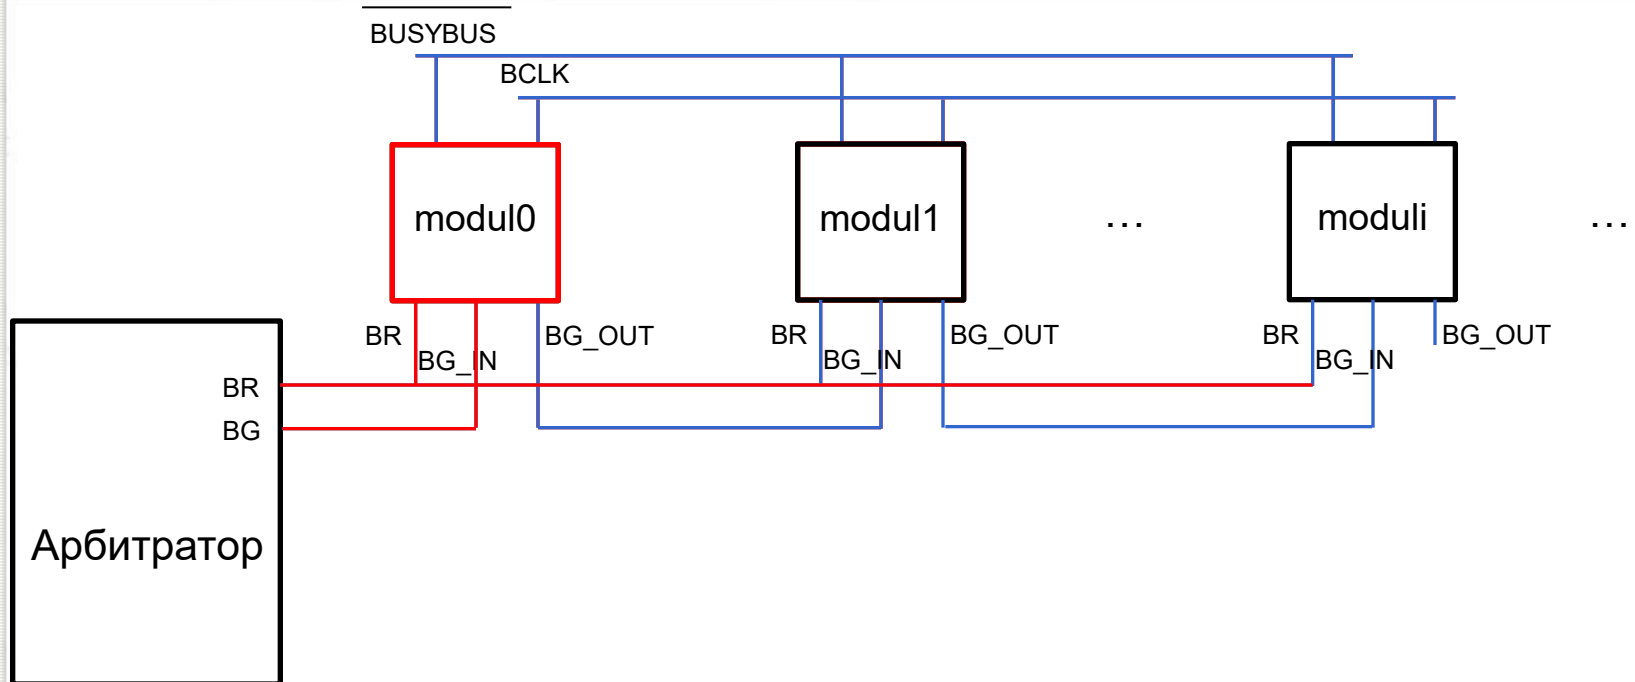 BUSYBUS
BCLK
modul0
modul1
...
moduli
...
BR
BG_IN
BG_OUT
BR
BG_IN
BG_OUT
BR
BG_IN
BG_OUT
BR
BG
Арбитратор